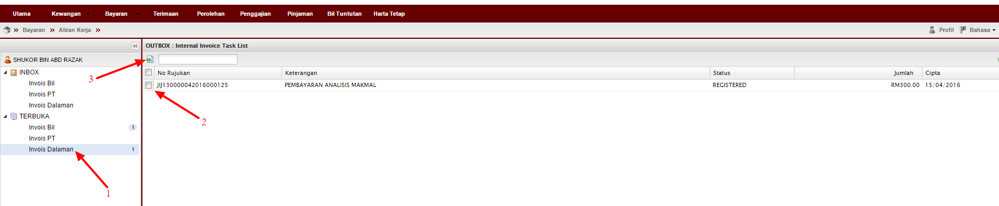 Utama Kewangan Bayaran Terimaan Perolehan Penggajian Pinjaman Bil Tuntutan Harta Tetap
Bayaran Aliran Kerja Profil Bahasa
OUTBOX : Internal Invoice Task List
SHUKOR BIN ABD RAZAK
INBOX
Invois Bil
Invois PT
Invois Dalaman
TERBUKA
Invois Bil 1
Invois PT
Invois Dalaman 1
No Rujukan Keterangan Status Jumlah Cipta
JIJ130000042016000125 PEMBAYARAN ANALISIS MAKMAL REGISTERED RM300.00 15/04/2016
3
2
1